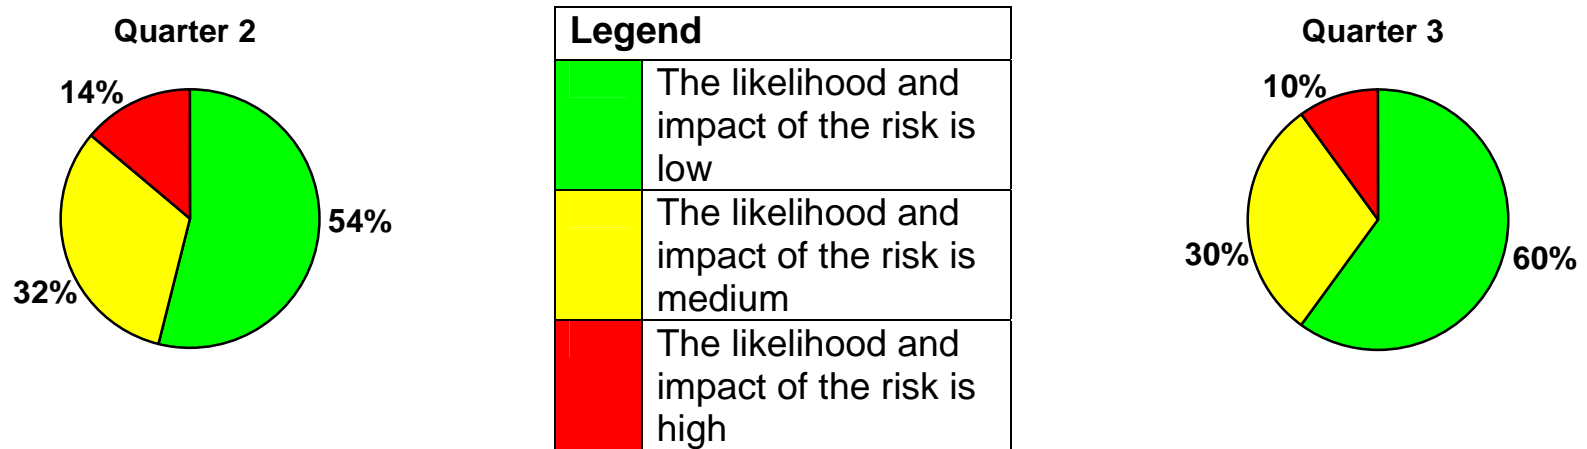 Quarter 2
14%
54%
32%
Legend
The likelihood and
impact of the risk is
low
The likelihood and
impact of the risk is
medium
The likelihood and
impact of the risk is
high
Quarter 3
10%
30%
60%